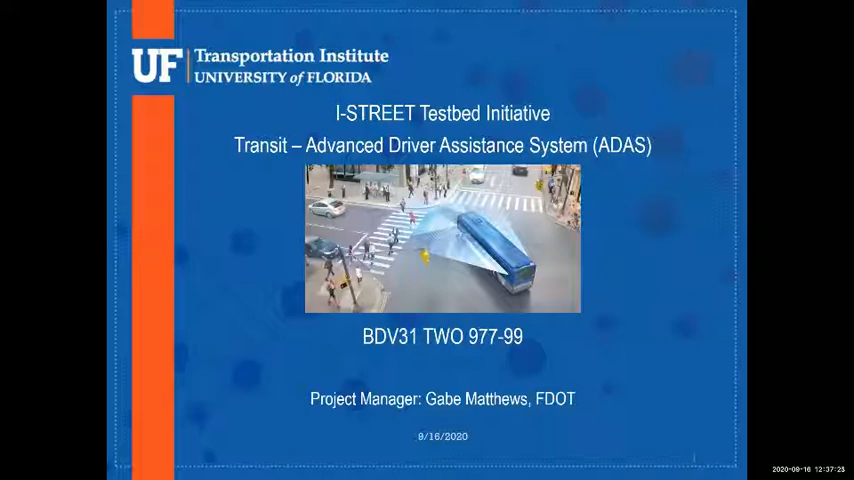 UF Transportation Institute
UNIVERSITY of FLORIDA
I-STREET Testbed Initiative
Transit – Advanced Driver Assistance System (ADAS)
BDV31 TWO 977-99
Project Manager: Gabe Matthews, FDOT
9/16/2020
2020-09-16 12:37:23